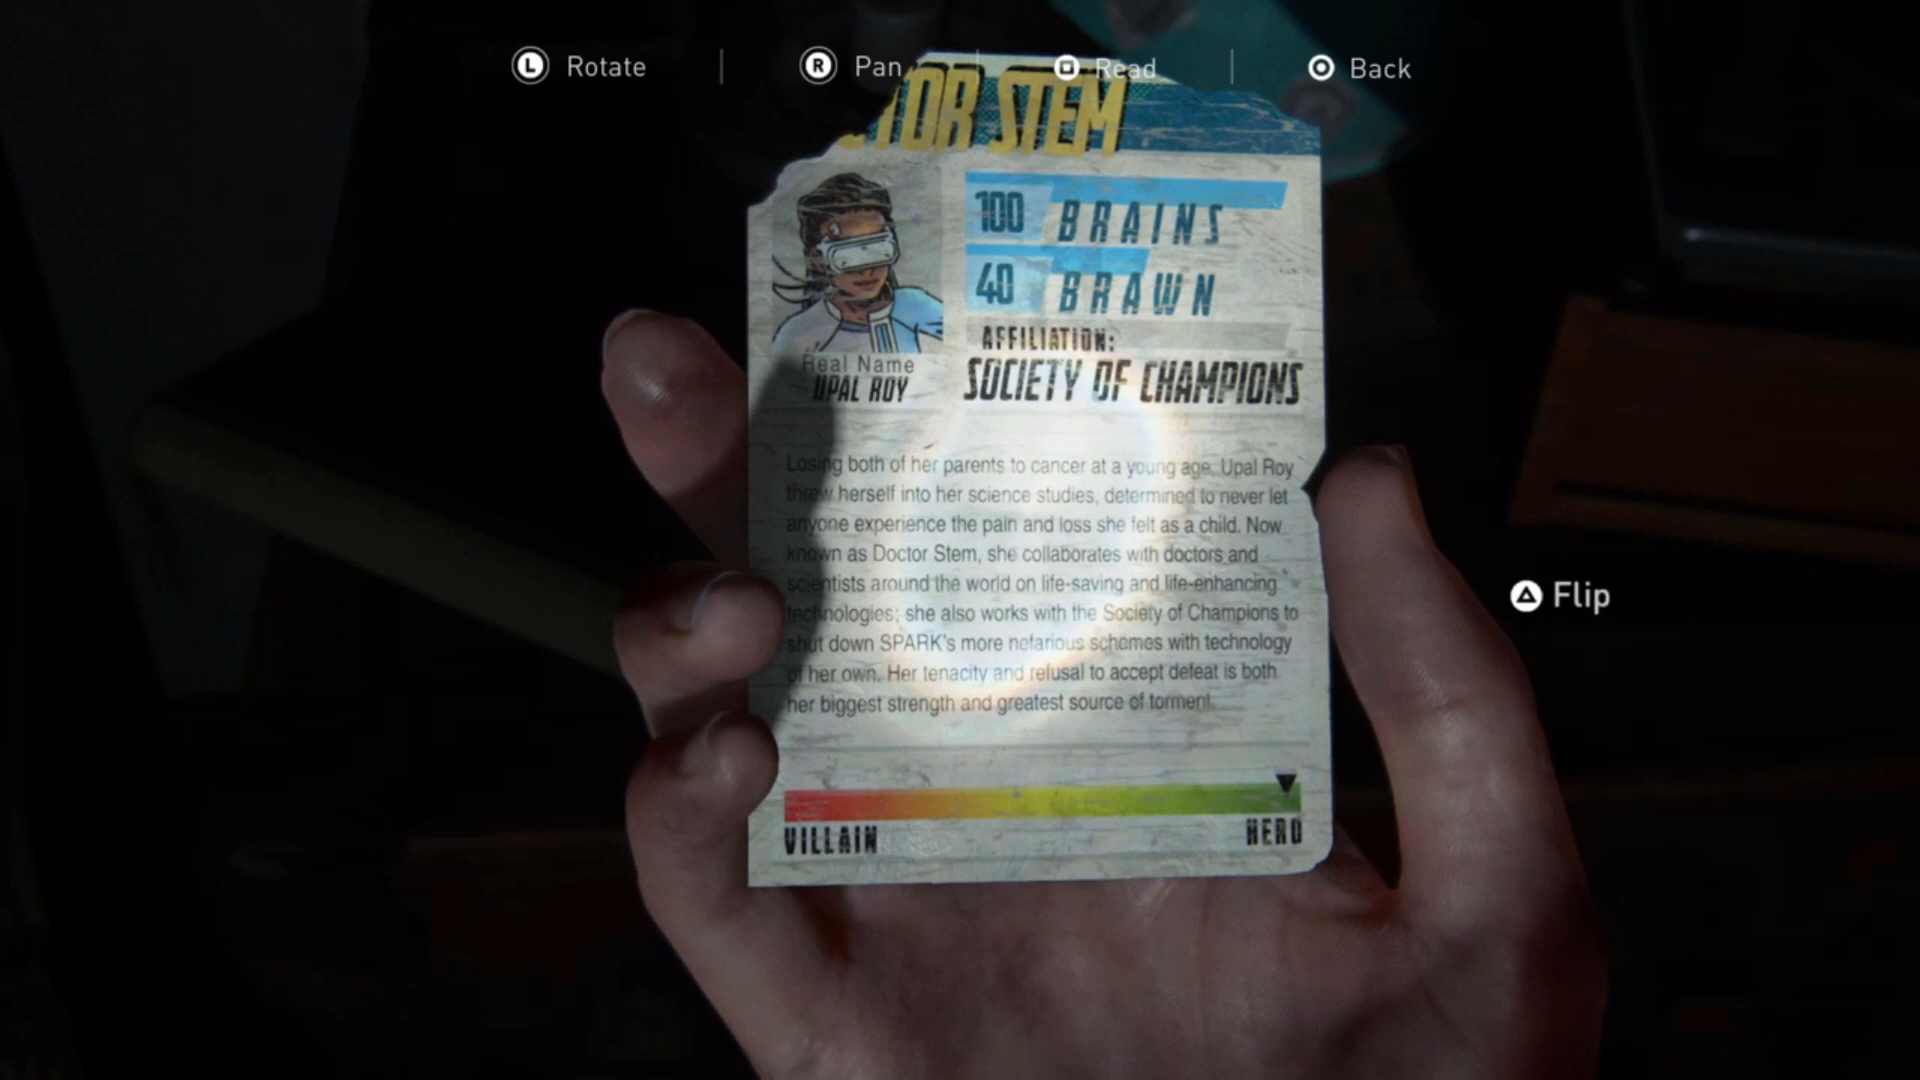 L Rotate R Pan Read Back
TOR STEM
100 BRAINS
40 BRAWN
AFFILIATION:
SOCIETY OF CHAMPIONS
Real Name
UPAL ROY
Losing both of her parents to cancer at a young age, Upal Roy
threw herself into her science studies, determined to never let
anyone experience the pain and loss she felt as a child. Now
known as Doctor Stem, she collaborates with doctors and
scientists around the world on life-saving and life-enhancing
technologies; she also works with the Society of Champions to
shut down SPARK's more nefarious schemes with technology
of her own. Her tenacity and refusal to accept defeat is both
her biggest strength and greatest source of torment.
Flip
VILLAIN HERO